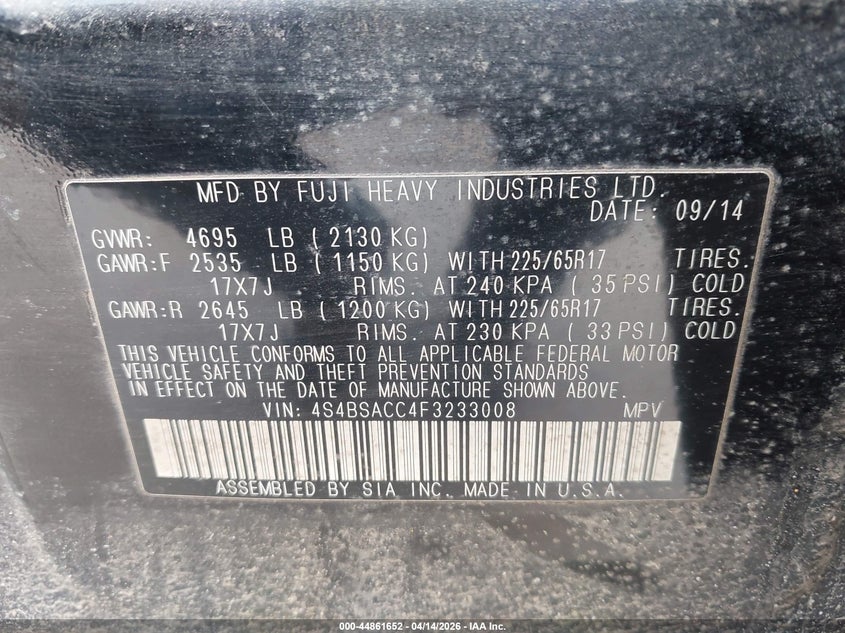 MFD BY FUJI HEAVY INDUSTRIES LTD.
DATE: 09/14
GVWR: 4695 LB ( 2130 KG)
GAWR:F 2535 LB ( 1150 KG) WITH 225/65R17 TIRES.
17X7J RIMS. AT 240 KPA ( 35 PSI) COLD
GAWR:R 2645 LB ( 1200 KG) WITH 225/65R17 TIRES.
17X7J RIMS. AT 230 KPA ( 33 PSI) COLD
THIS VEHICLE CONFORMS TO ALL APPLICABLE FEDERAL MOTOR
VEHICLE SAFETY AND THEFT PREVENTION STANDARDS
IN EFFECT ON THE DATE OF MANUFACTURE SHOWN ABOVE.
VIN: 4S4BSACC4F3233008 MPV
ASSEMBLED BY SIA INC. MADE IN U.S.A.
000-44861652 - 04/14/2026 - IAA Inc.